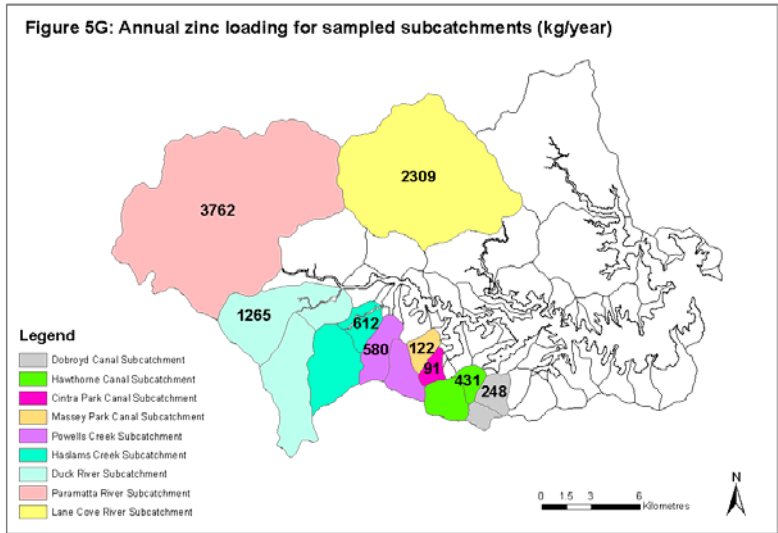 Figure 5G: Annual zinc loading for sampled subcatchments (kg/year)
2309
3762
1265
612
580
122
91
431
248
Legend
Dobroyd Canal Subcatchment
Hawthorne Canal Subcatchment
Cintra Park Canal Subcatchment
Massey Park Canal Subcatchment
Powells Creek Subcatchment
Haslams Creek Subcatchment
Duck River Subcatchment
Paramatta River Subcatchment
Lane Cove River Subcatchment
N
0 1.5 3 6
Kilometres